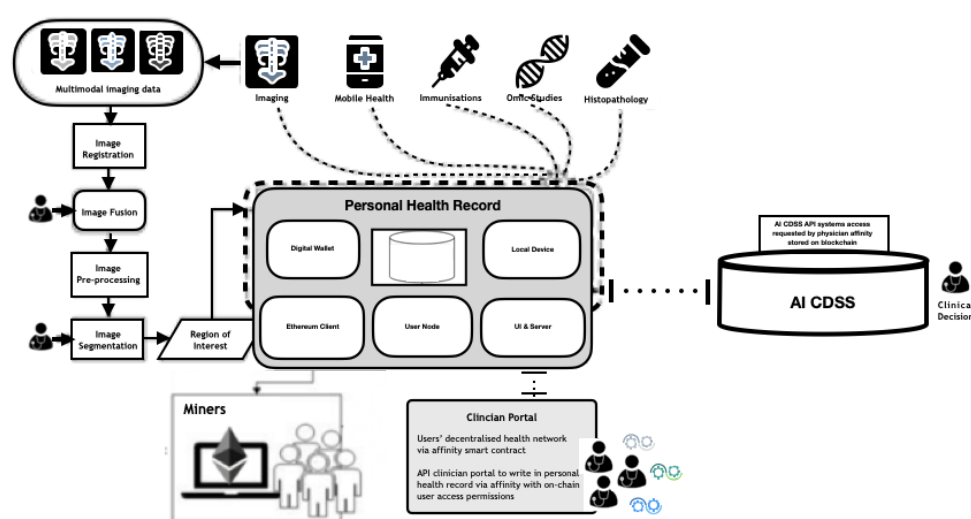 Multimodal imaging data
Imaging
Mobile Health
Immunisations
Omic Studies
Histopathology
Image
Registration
Image Fusion
Image
Pre-processing
Image
Segmentation
Region of
Interest
Personal Health Record
Digital Wallet
Local Device
Ethereum Client
User Node
UI & Server
AI CDSS API systems access
requested by physician affinity
stored on blockchain
AI CDSS
Clinica
Decision
Miners
Clincian Portal
Users' decentralised health network
via affinity smart contract
API clinician portal to write in personal
health record via affinity with on-chain
user access permissions